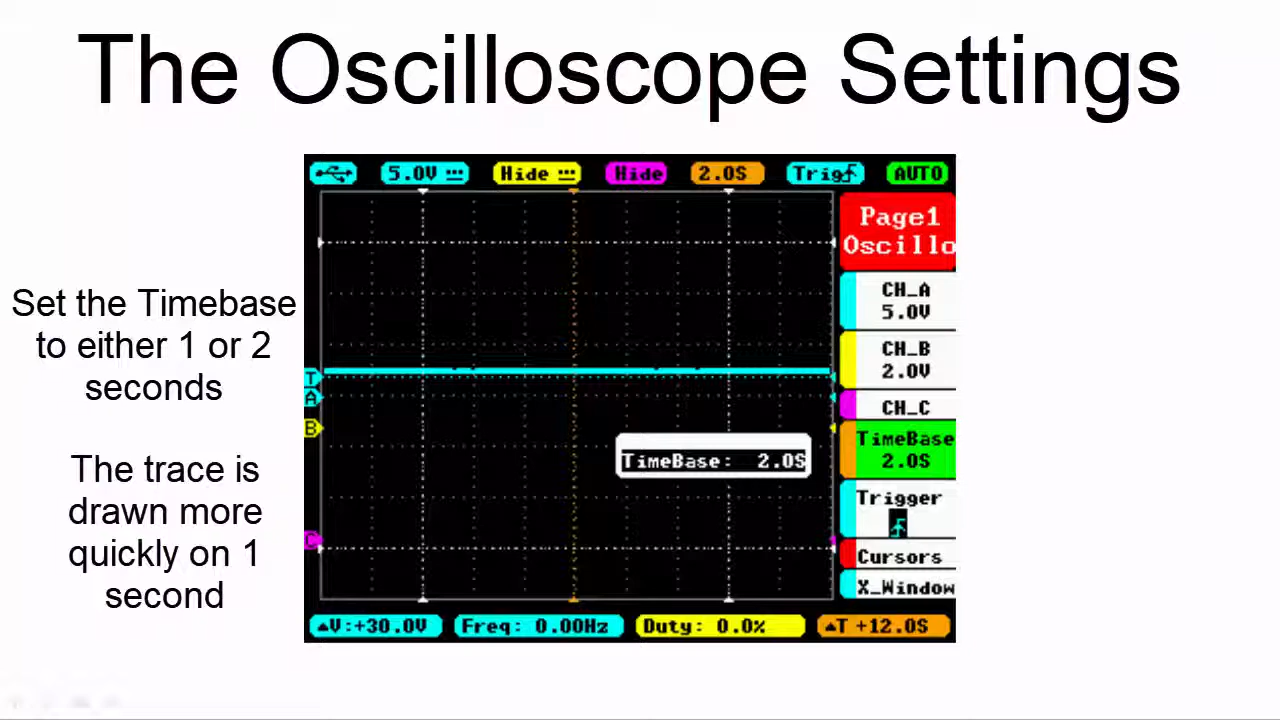 The Oscilloscope Settings
5.0V Hide Hide 2.0S Trig AUTO
Page1
Oscillo
CH_A
5.0V
CH_B
2.0V
CH_C
TimeBase
2.0S
Trigger
Cursors
X_Window
T
A
B
C
TimeBase: 2.0S
▲V:+30.0V Freq: 0.00Hz Duty: 0.0% ▲T +12.0S
Set the Timebase
to either 1 or 2
seconds
The trace is
drawn more
quickly on 1
second